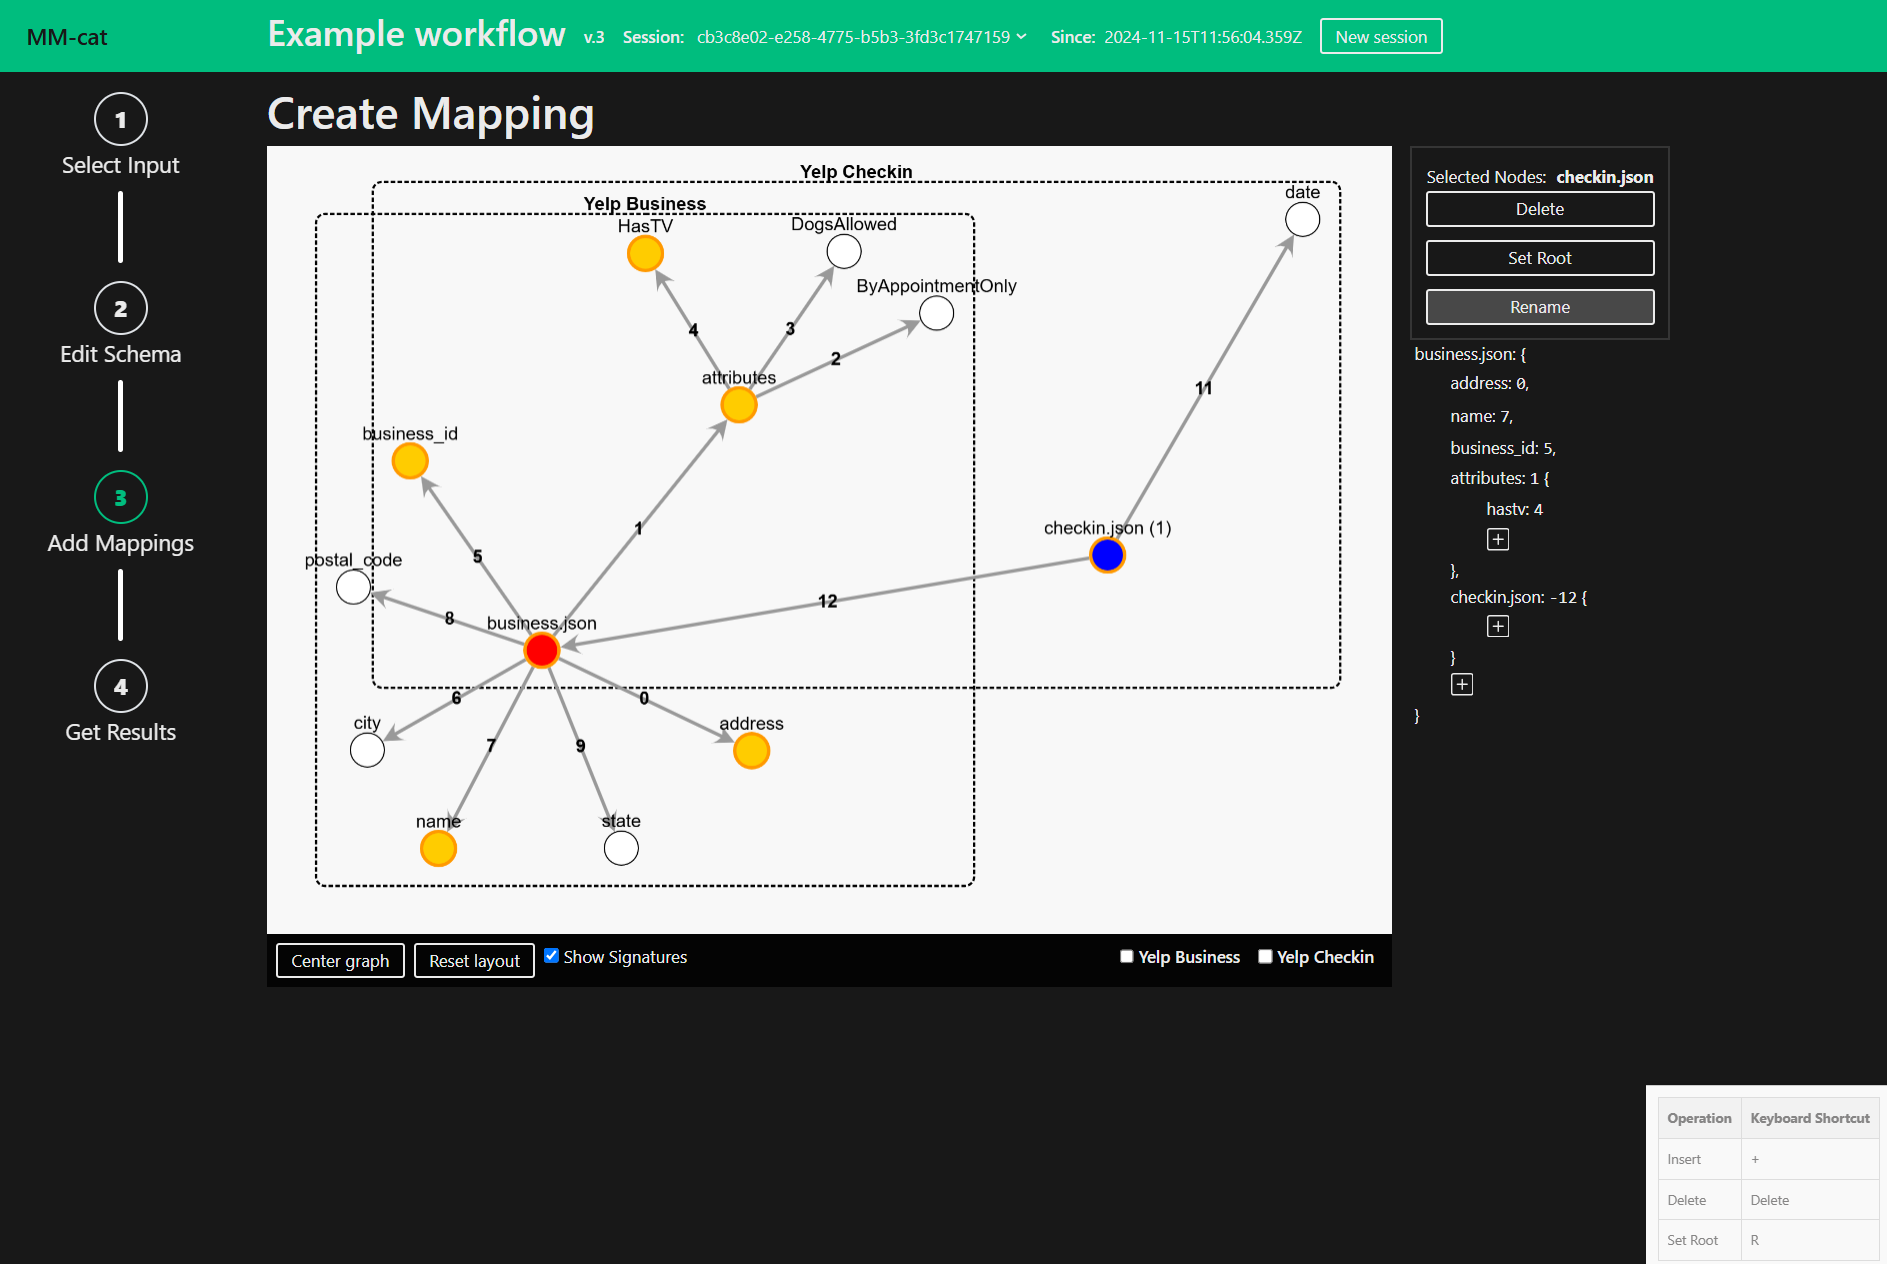 MM-cat
Example workflow v.3 Session: cb3c8e02-e258-4775-b5b3-3fd3c1747159 Since: 2024-11-15T11:56:04.359Z New session
1
Select Input
2
Edit Schema
3
Add Mappings
4
Get Results
Create Mapping
Yelp Checkin
date
Yelp Business
HasTV
DogsAllowed
ByAppointmentOnly
4
3
2
attributes
11
business_id
1
checkin.json (1)
5
postal_code
12
8
business.json
6
0
city
address
7
9
name
state
Center graph Reset layout Show Signatures Yelp Business Yelp Checkin
Selected Nodes: checkin.json
Delete
Set Root
Rename
business.json: {
address: 0,
name: 7,
business_id: 5,
attributes: 1 {
hastv: 4
+
},
checkin.json: -12 {
+
}
+
}
Operation Keyboard Shortcut
Insert +
Delete Delete
Set Root R